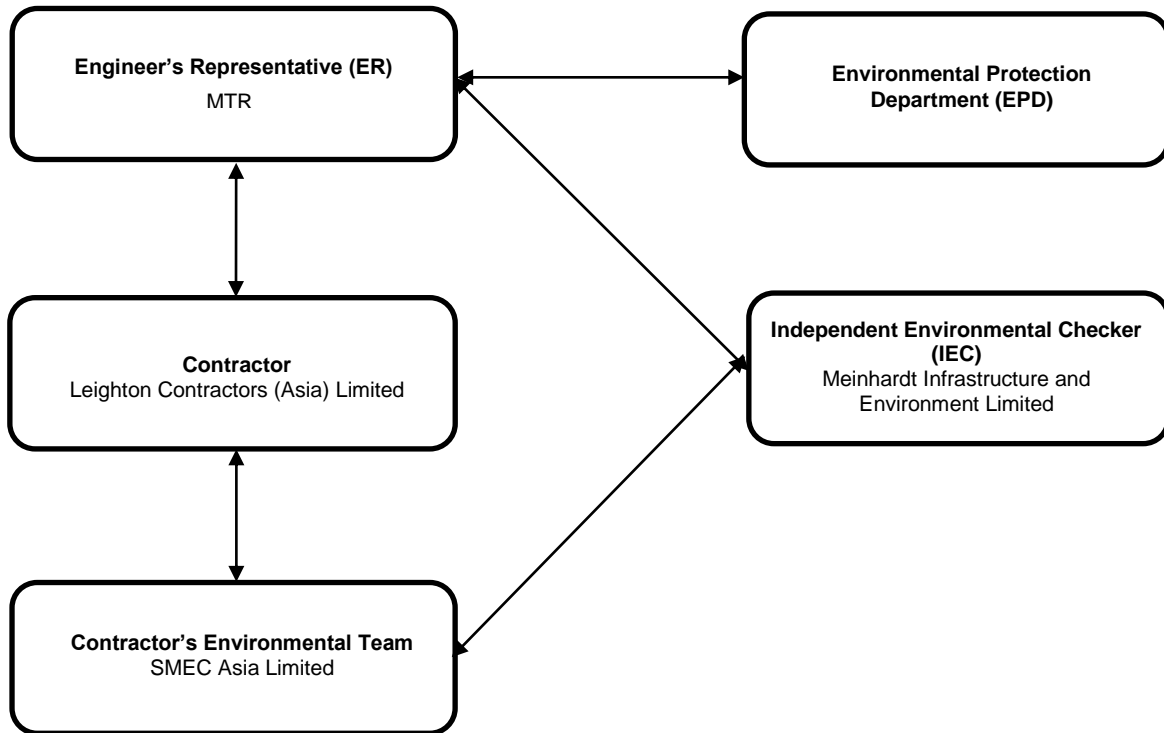 Engineer’s Representative (ER)
MTR
Environmental Protection
Department (EPD)
Contractor
Leighton Contractors (Asia) Limited
Independent Environmental Checker
(IEC)
Meinhardt Infrastructure and
Environment Limited
Contractor’s Environmental Team
SMEC Asia Limited